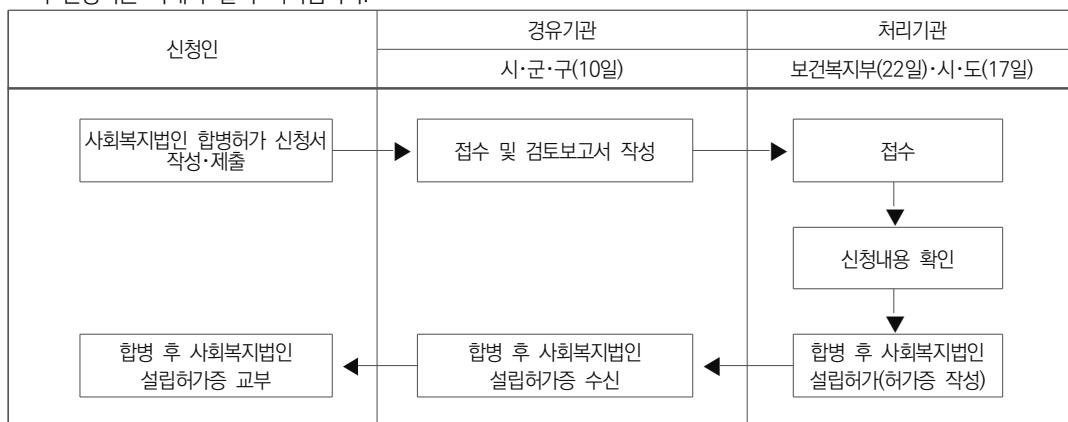 신청인
경유기관
처리기관
시·군·구(10일)
보건복지부(22일)·시·도(17일)
사회복지법인 합병허가 신청서
작성·제출
접수 및 검토보고서 작성
접수
신청내용 확인
합병 후 사회복지법인
설립허가증 교부
합병 후 사회복지법인
설립허가증 수신
합병 후 사회복지법인
설립허가(허가증 작성)